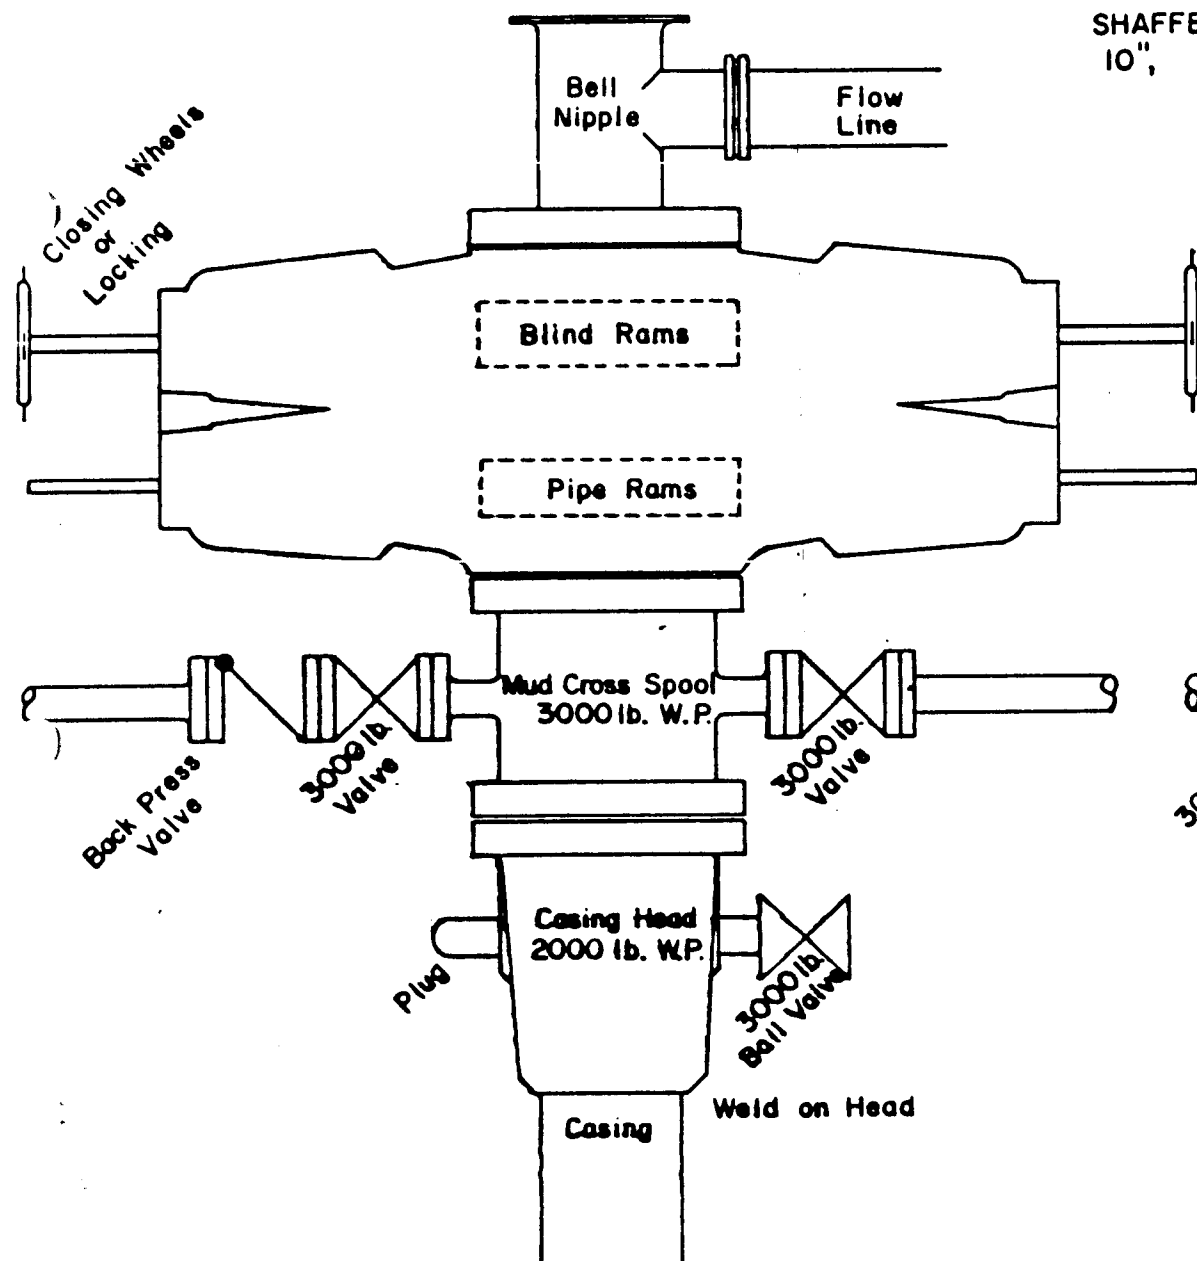 SHAFFE
10",
Bell
Nipple
Flow
Line
Closing Wheels
or
Locking
Blind Rams
Pipe Rams
Mud Cross Spool
3000 lb. W.P.
3000 lb.
Valve
3000 lb.
Valve
Back Press
Valve
30
Casing Head
2000 lb. W.P.
Plug
3000 lb.
Ball Valve
Weld on Head
Casing